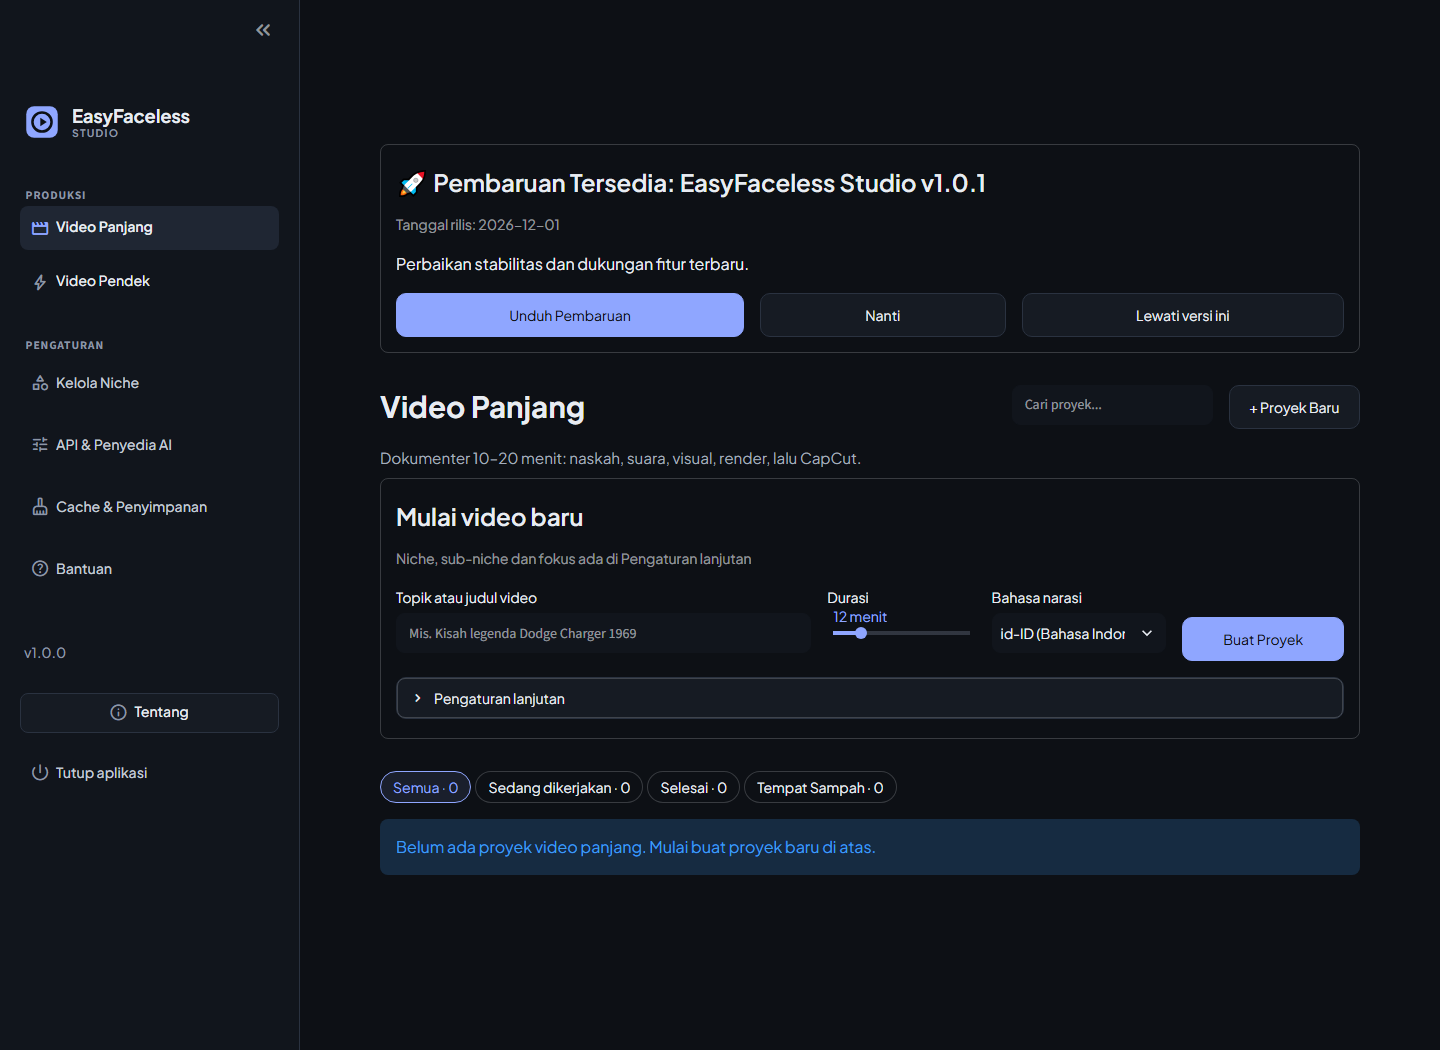 EasyFaceless
STUDIO
PRODUKSI
Video Panjang
Video Pendek
PENGATURAN
Kelola Niche
API & Penyedia AI
Cache & Penyimpanan
Bantuan
v1.0.0
Tentang
Tutup aplikasi
🚀 Pembaruan Tersedia: EasyFaceless Studio v1.0.1
Tanggal rilis: 2026-12-01
Perbaikan stabilitas dan dukungan fitur terbaru.
Unduh Pembaruan
Nanti
Lewati versi ini
Video Panjang
Cari proyek...
+ Proyek Baru
Dokumenter 10–20 menit: naskah, suara, visual, render, lalu CapCut.
Mulai video baru
Niche, sub-niche dan fokus ada di Pengaturan lanjutan
Topik atau judul video
Mis. Kisah legenda Dodge Charger 1969
Durasi
12 menit
Bahasa narasi
id-ID (Bahasa Indor
Buat Proyek
Pengaturan lanjutan
Semua · 0
Sedang dikerjakan · 0
Selesai · 0
Tempat Sampah · 0
Belum ada proyek video panjang. Mulai buat proyek baru di atas.